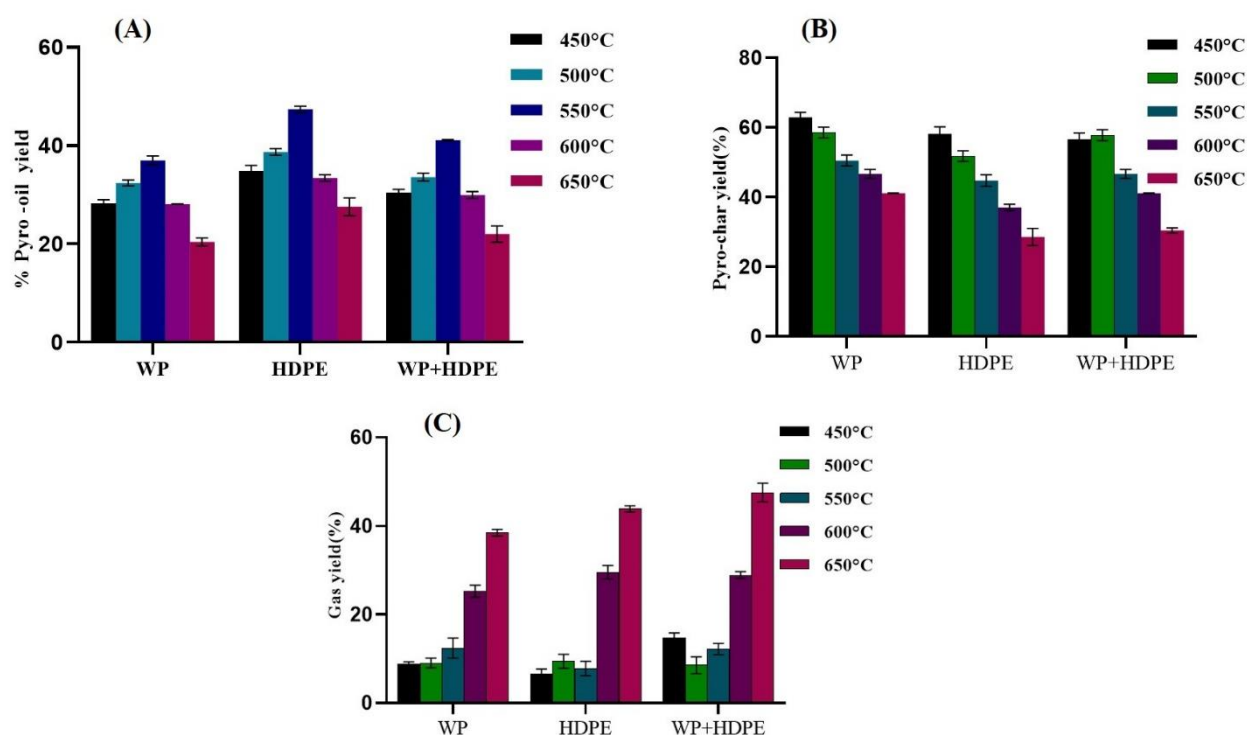 (A)
% Pyro -oil yield
60
40
20
0
WP HDPE WP+HDPE
450°C
500°C
550°C
600°C
650°C
(B)
Pyro-char yield(%)
80
60
40
20
0
WP HDPE WP+HDPE
450°C
500°C
550°C
600°C
650°C
(C)
Gas yield(%)
60
40
20
0
WP HDPE WP+HDPE
450°C
500°C
550°C
600°C
650°C